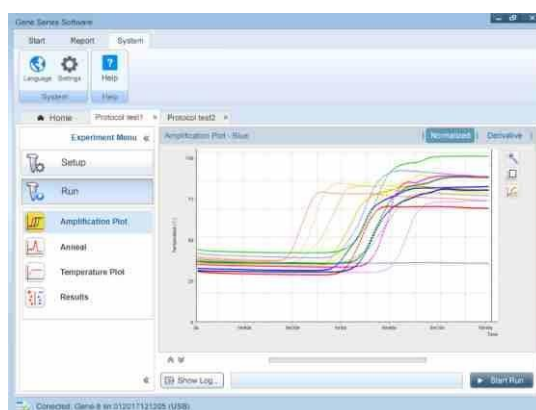 Gene Series Software
Start Report System
Language Settings Help
System Help
Home Protocol test1 × Protocol test2 ×
Experiment Menu «
Amplification Plot - Blue
Normalized | Derivative
Setup
Run
Amplification Plot
Anneal
Temperature Plot
Results
Time
Show Log...
Start Run
Conected: Gene-8 sn:012017121205 (USB)